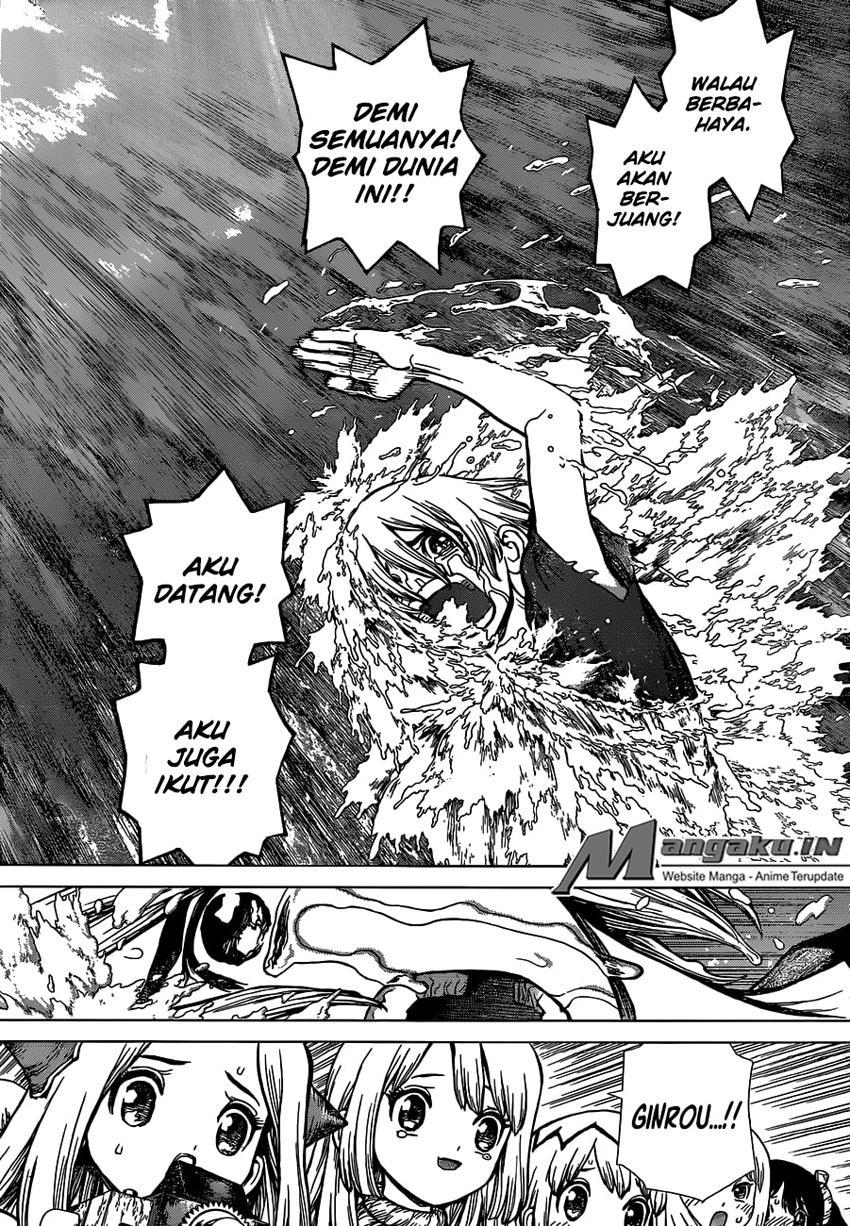 WALAU
BERBA-
HAYA.
AKU
AKAN
BER-
JUANG!
DEMI
SEMUANYA!
DEMI DUNIA
INI!!
AKU
DATANG!
AKU
JUGA
IKUT!!!
Mangaku.iN
Website Manga - Anime Terupdate
GINROU...!!